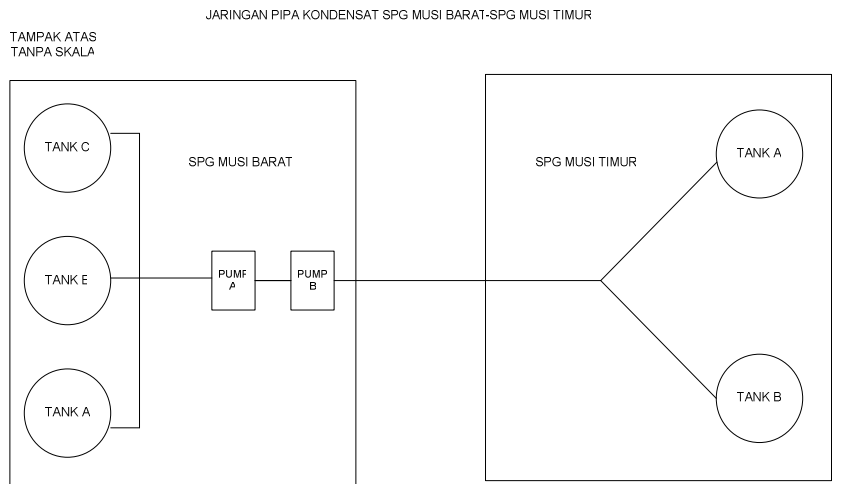 JARINGAN PIPA KONDENSAT SPG MUSI BARAT-SPG MUSI TIMUR
TAMPAK ATAS
TANPA SKALA
TANK C
SPG MUSI BARAT
SPG MUSI TIMUR
TANK A
TANK B
PUMP
A
PUMP
B
TANK A
TANK B